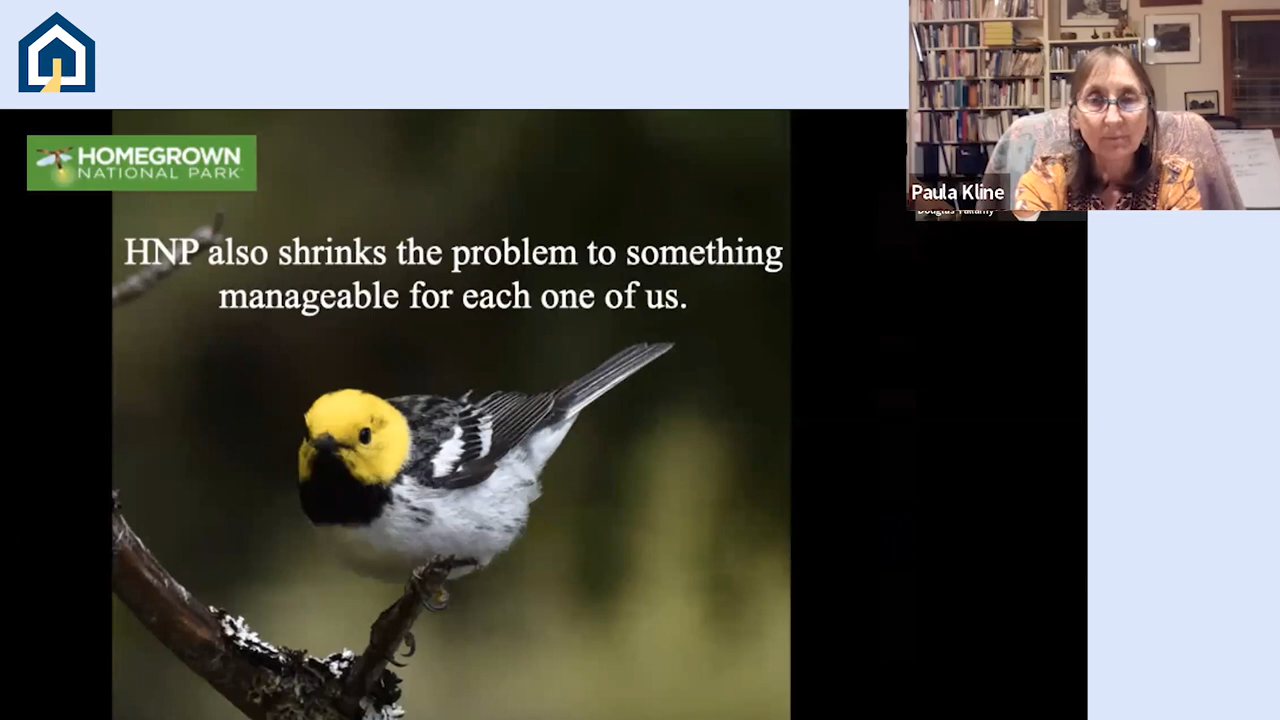 HOMEGROWN
NATIONAL PARK
HNP also shrinks the problem to something
manageable for each one of us.
Paula Kline
Douglas Tallamy